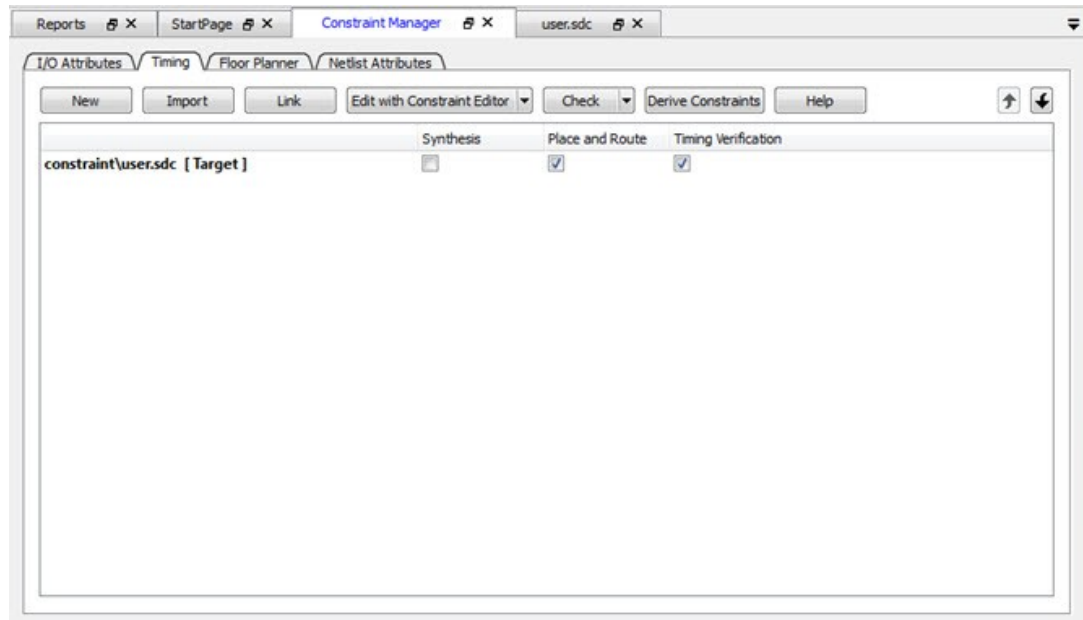 Reports StartPage Constraint Manager user.sdc
I/O Attributes Timing Floor Planner Netlist Attributes
New Import Link Edit with Constraint Editor Check Derive Constraints Help
Synthesis Place and Route Timing Verification
constraint\user.sdc [ Target ]